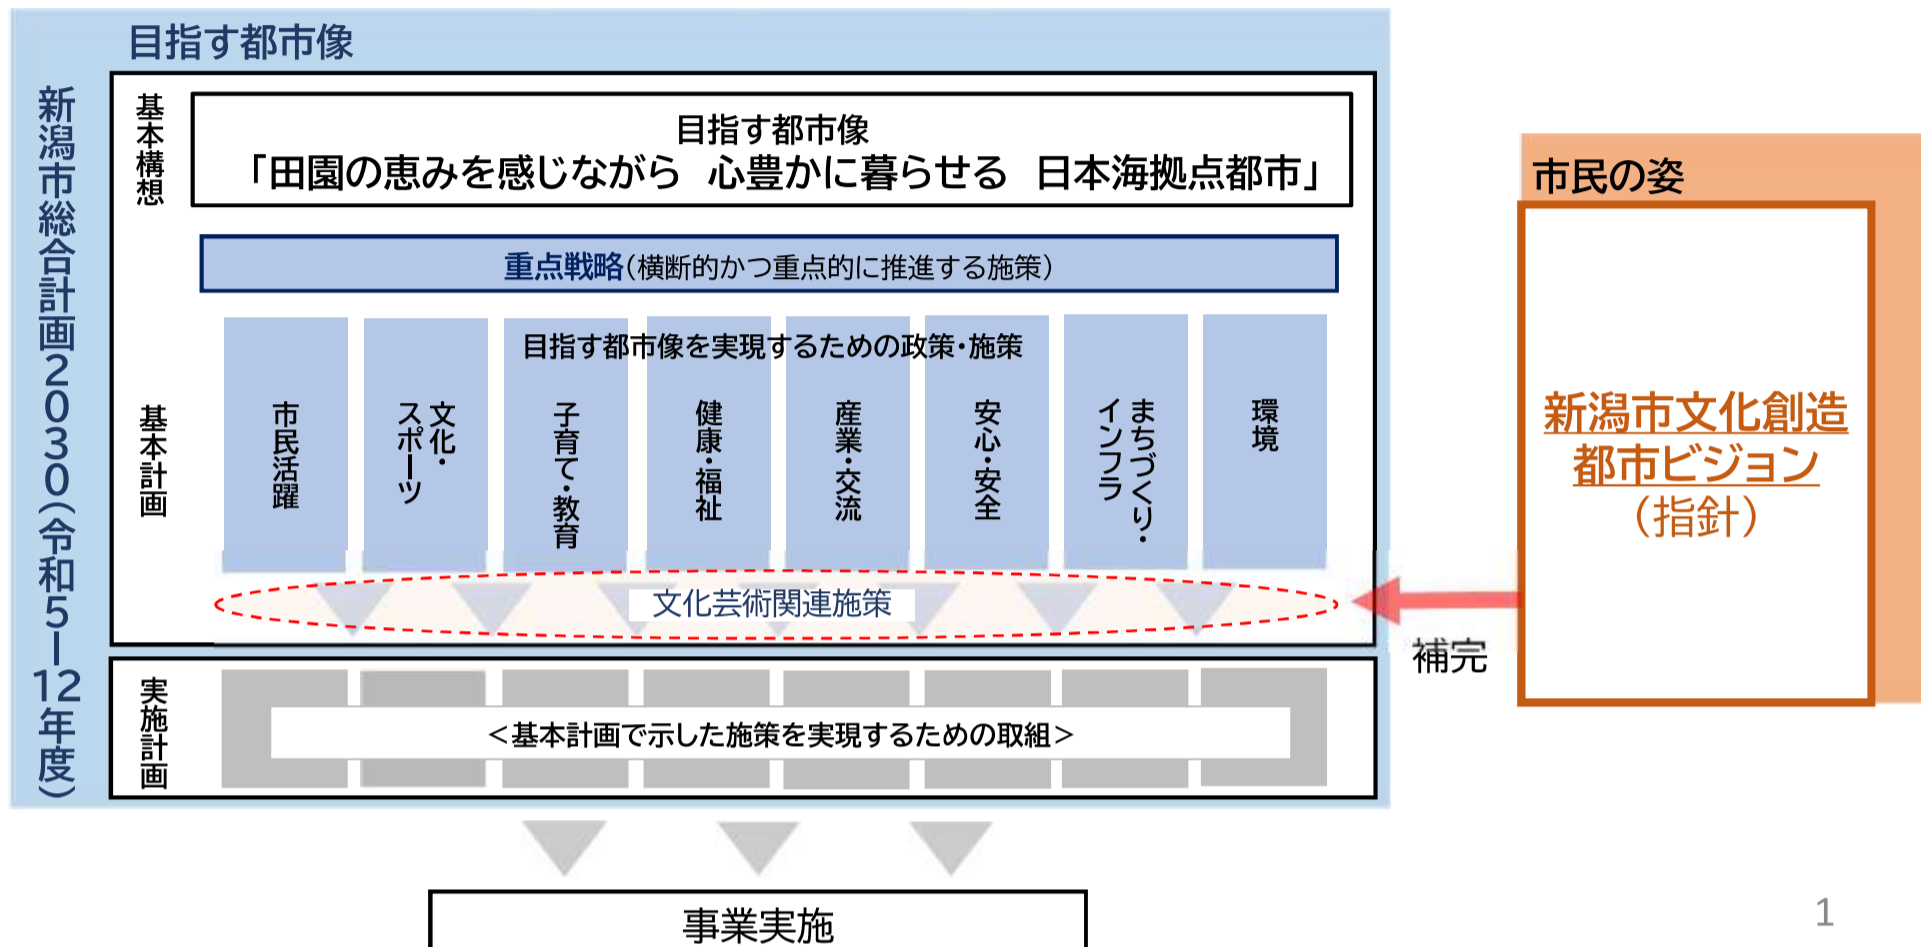 目指す都市像
新潟市総合計画2030(令和5ー12年度)
基本構想
目指す都市像
「田園の恵みを感じながら　心豊かに暮らせる　日本海拠点都市」
重点戦略(横断的かつ重点的に推進する施策)
基本計画
目指す都市像を実現するための政策・施策
市民活躍
文化・
スポーツ
子育て・教育
健康・福祉
産業・交流
安心・安全
まちづくり・
インフラ
環境
文化芸術関連施策
実施計画
<基本計画で示した施策を実現するための取組>
事業実施
市民の姿
新潟市文化創造
都市ビジョン
(指針)
補完
1